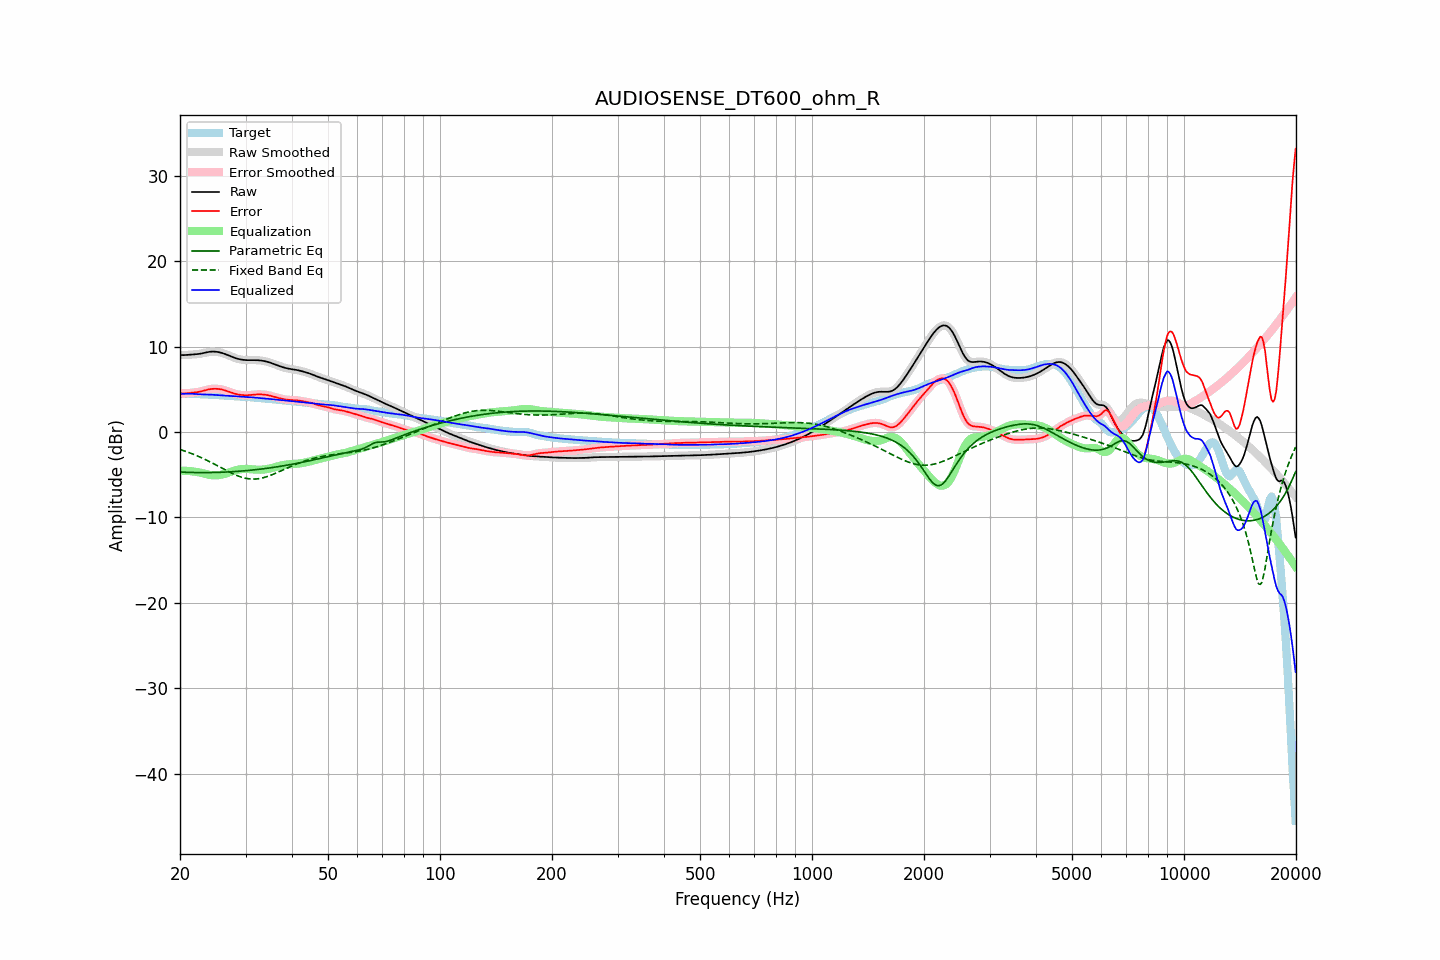 AUDIOSENSE_DT600_ohm_R
Target
Raw Smoothed
Error Smoothed
Raw
Error
Equalization
Parametric Eq
Fixed Band Eq
Equalized
30
20
10
0
−10
−20
−30
−40
Amplitude (dBr)
20 50 100 200 500 1000 2000 5000 10000 20000
Frequency (Hz)